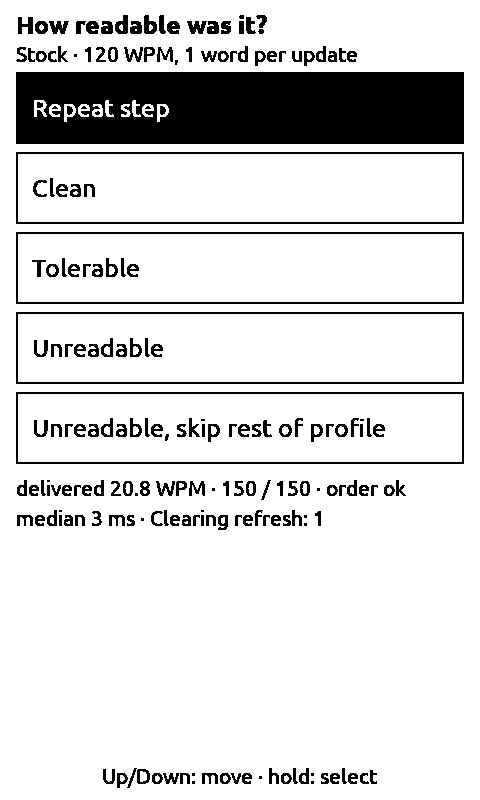 How readable was it?
Stock · 120 WPM, 1 word per update
Repeat step
Clean
Tolerable
Unreadable
Unreadable, skip rest of profile
delivered 20.8 WPM · 150 / 150 · order ok
median 3 ms · Clearing refresh: 1
Up/Down: move · hold: select